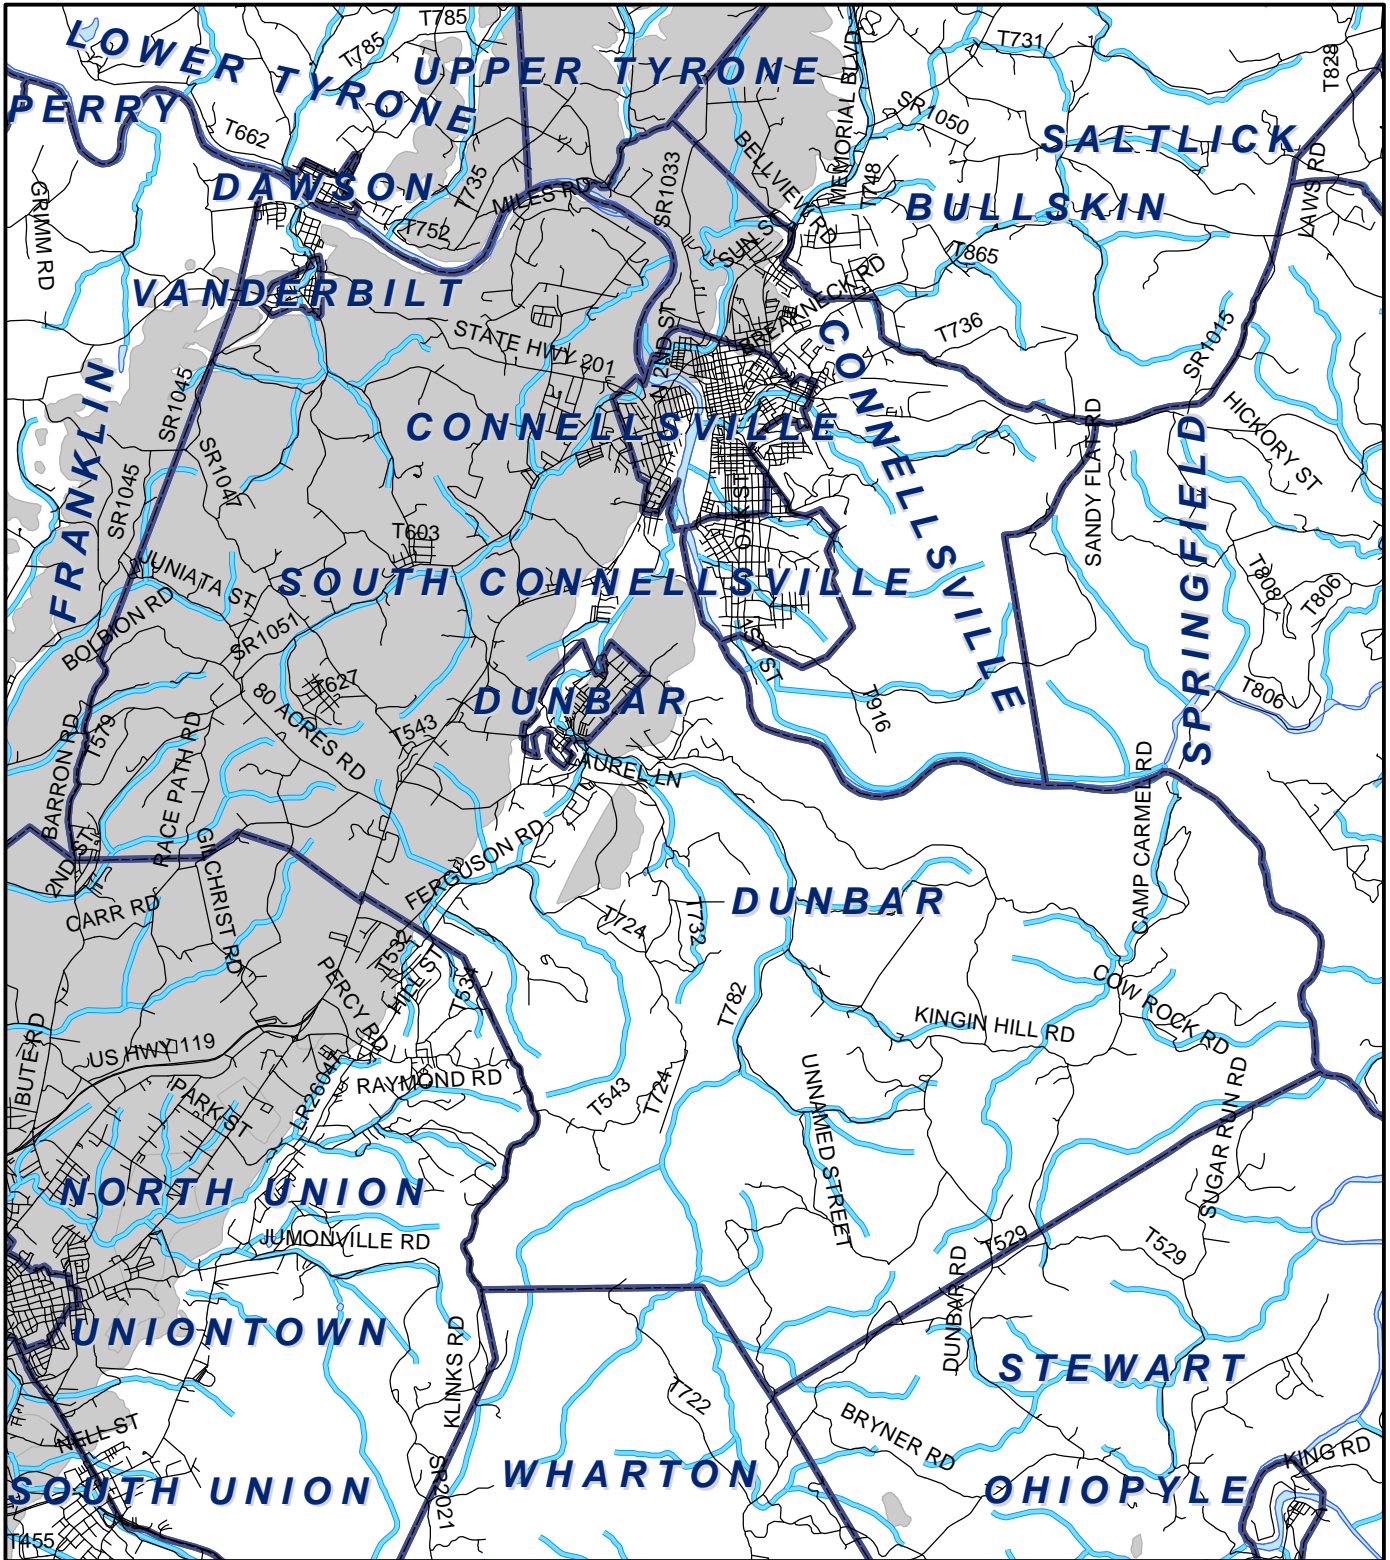 T785
LOWER TYRONE
T785
T731
MEMORIAL BLVD
T828
UPPER TYRONE
PERRY
SR1050
T662
SALTLICK
BELLVIEW RD
DAWSON
T735
MILES RD
SR1033
T748
LAWS RD
BULLSKIN
GRIMM RD
T752
SUN ST
T865
VANDERBILT
BREAKNECK RD
STATE HWY 201
N 2ND ST
T736
SR1015
CONNELLSVILLE
SR1045
HICKORY ST
FRANKLIN
CONNELLSVILLE
SANDY FLAT RD
SPRINGFIELD
SR1047
SR1045
T603
JUNIATA ST
SOUTH CONNELLSVILLE
T808
T806
BOLBION RD
SR1051
1ST ST
T627
80 ACRES RD
DUNBAR
T806
T916
T543
T579
BARRON RD
RACE PATH RD
LAUREL LN
CAMP CARMEL RD
2ND ST
GILCHRIST RD
FERGUSON RD
DUNBAR
CARR RD
T724
T732
T532
HILL ST
T534
PERCY RD
COW ROCK RD
T782
KINGIN HILL RD
BUTE RD
US HWY 119
LR26047
RAYMOND RD
T543
T724
UNNAMED STREET
SUGAR RUN RD
PARK ST
NORTH UNION
JUMONVILLE RD
T529
T529
DUNBAR RD
UNIONTOWN
KLINKS RD
STEWART
T722
BRYNER RD
NELL ST
KING RD
SOUTH UNION
SR2021
WHARTON
OHIOPYLE
T455